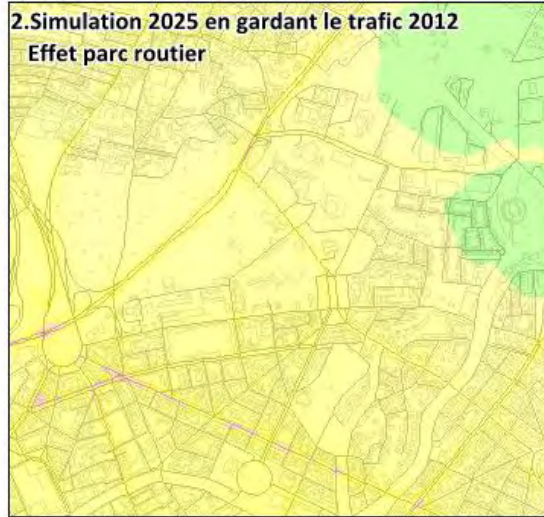 2.Simulation 2025 en gardant le trafic 2012
Effet parc routier